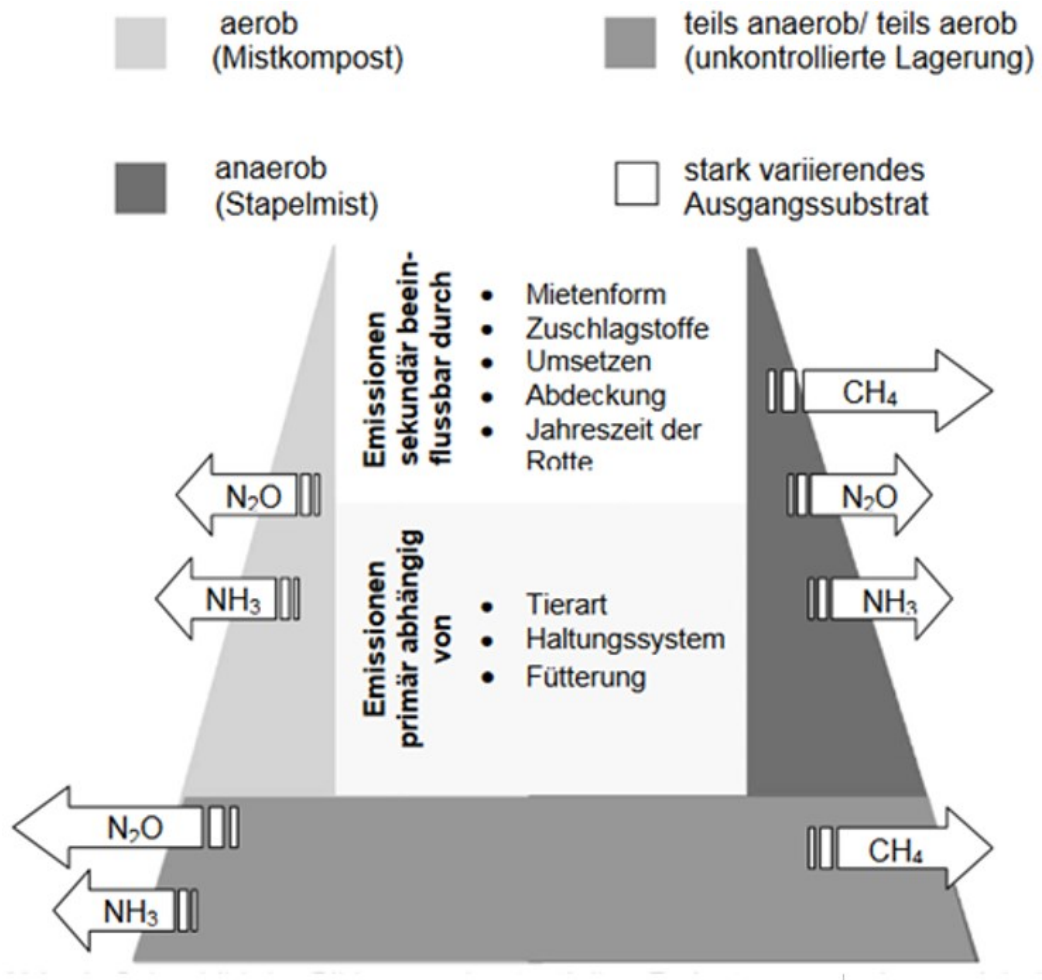 aerob
(Mistkompost)
teils anaerob/ teils aerob
(unkontrollierte Lagerung)
anaerob
(Stapelmist)
stark variierendes
Ausgangssubstrat
Emissionen
sekundär beein-
flussbar durch
• Mietenform
• Zuschlagstoffe
• Umsetzen
• Abdeckung
• Jahreszeit der
Rotte
CH₄
N₂O
N₂O
NH₃
NH₃
Emissionen
primär abhängig
von
• Tierart
• Haltungssystem
• Fütterung
N₂O
CH₄
NH₃